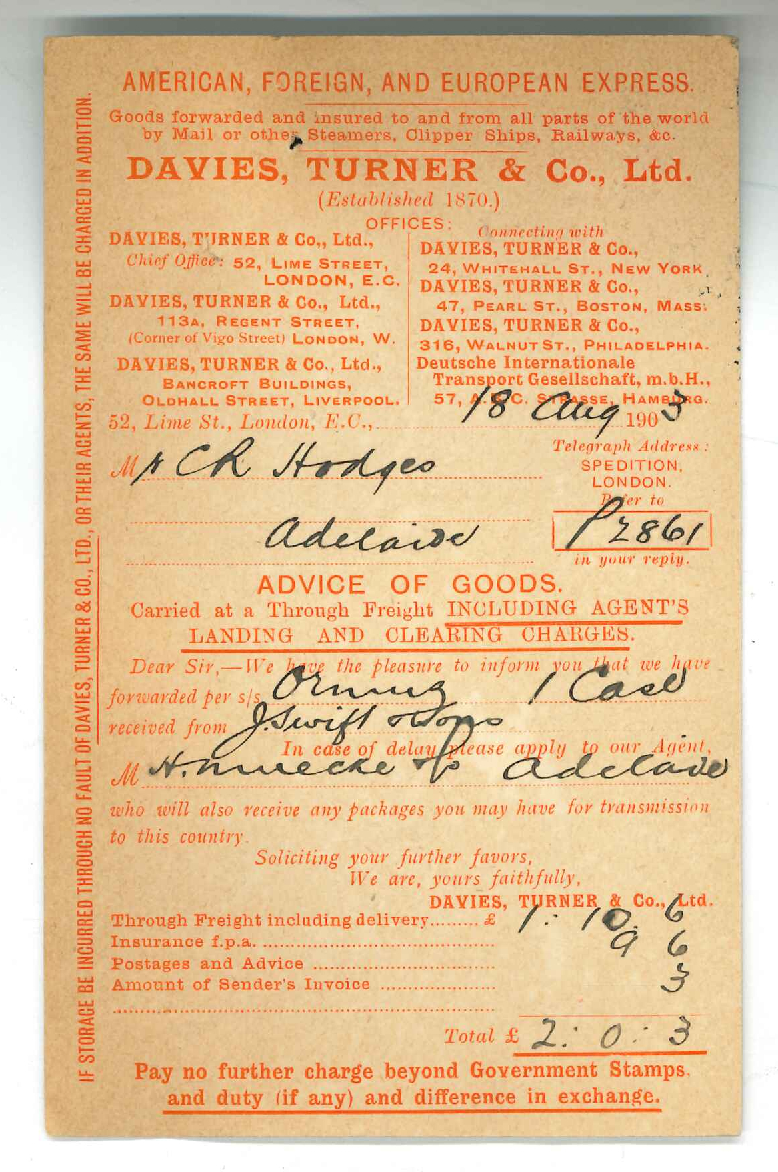 AMERICAN, FOREIGN, AND EUROPEAN EXPRESS.
Goods forwarded and insured to and from all parts of the world
by Mail or other Steamers, Clipper Ships, Railways, &c.
DAVIES, TURNER & Co., Ltd.
(Established 1870.)
OFFICES:
DAVIES, TURNER & Co., Ltd.,
Chief Office: 52, LIME STREET,
LONDON, E.C.
DAVIES, TURNER & Co., Ltd.,
113A, REGENT STREET,
(Corner of Vigo Street) LONDON, W.
DAVIES, TURNER & Co., Ltd.,
BANCROFT BUILDINGS,
OLDHALL STREET, LIVERPOOL.
Connecting with
DAVIES, TURNER & Co.,
24, WHITEHALL ST., NEW YORK.
DAVIES, TURNER & Co.,
47, PEARL ST., BOSTON, MASS.
DAVIES, TURNER & Co.,
316, WALNUT ST., PHILADELPHIA.
Deutsche Internationale
Transport Gesellschaft, m.b.H.,
57, A.B.C. STRASSE, HAMBURG.
52, Lime St., London, E.C., 18 Aug 1903
Telegraph Address:
SPEDITION,
LONDON.
Refer to
P2861
in your reply.
Mr CR Hodges
Adelaide
ADVICE OF GOODS.
Carried at a Through Freight INCLUDING AGENT'S
LANDING AND CLEARING CHARGES.
Dear Sir,—We have the pleasure to inform you that we have
forwarded per s/s 1 Case
received from J. Swift & Sons
In case of delay please apply to our Agent,
M H. Adelaide
who will also receive any packages you may have for transmission
to this country.
Soliciting your further favors,
We are, yours faithfully,
DAVIES, TURNER & Co., Ltd.
Through Freight including delivery......... £ 1: 10. 6
Insurance f.p.a. 9 6
Postages and Advice 3
Amount of Sender's Invoice
Total £ 2: 0: 3
Pay no further charge beyond Government Stamps,
and duty (if any) and difference in exchange.
IF STORAGE BE INCURRED THROUGH NO FAULT OF DAVIES, TURNER & CO., LTD., OR THEIR AGENTS, THE SAME WILL BE CHARGED IN ADDITION.